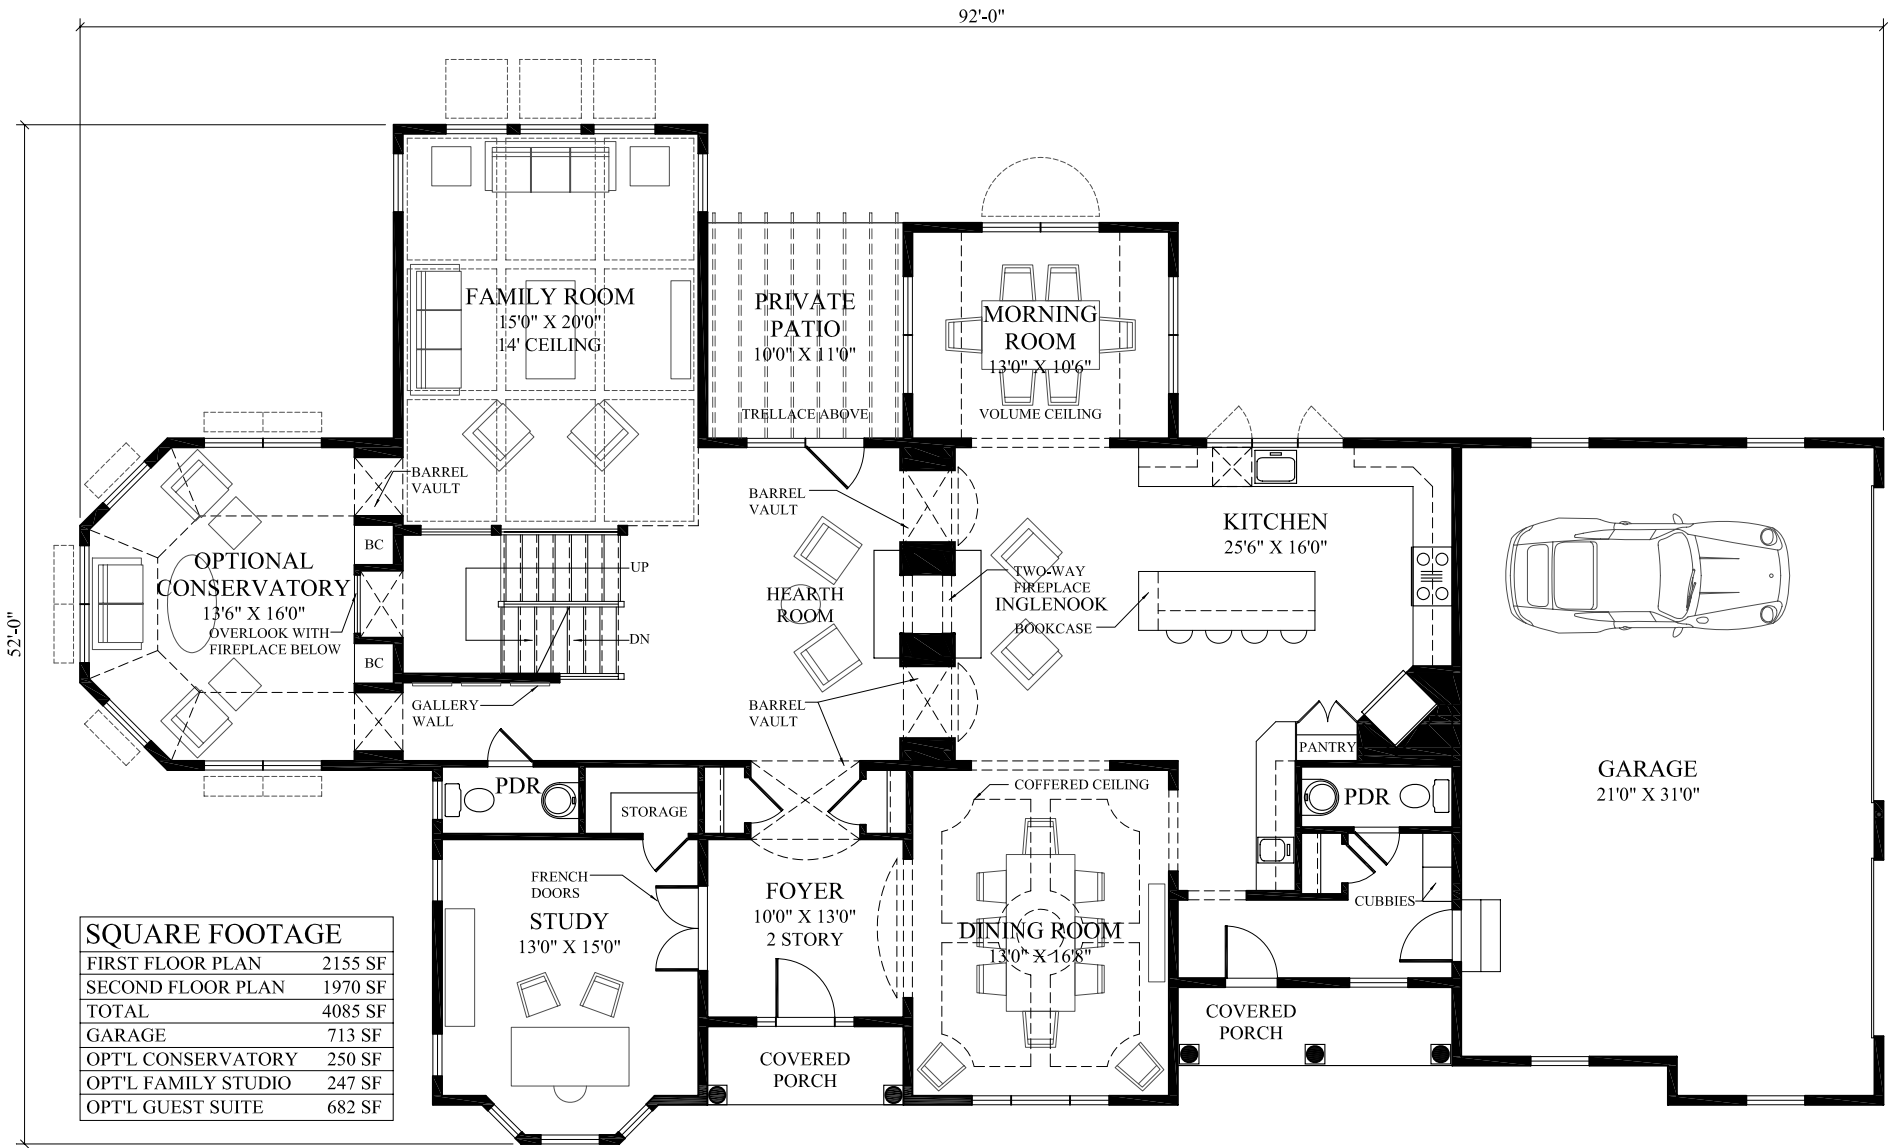 92'-0"
52'-0"
FAMILY ROOM
15'0" X 20'0"
14' CEILING
PRIVATE
PATIO
10'0" X 11'0"
TRELLACE ABOVE
MORNING
ROOM
13'0" X 10'6"
VOLUME CEILING
BARREL
VAULT
BC
OPTIONAL
CONSERVATORY
13'6" X 16'0"
OVERLOOK WITH
FIREPLACE BELOW
BC
UP
DN
GALLERY
WALL
BARREL
VAULT
HEARTH
ROOM
BARREL
VAULT
TWO-WAY
FIREPLACE
INGLENOOK
BOOKCASE
KITCHEN
25'6" X 16'0"
PANTRY
GARAGE
21'0" X 31'0"
PDR
STORAGE
COFFERED CEILING
PDR
CUBBIES
FRENCH
DOORS
STUDY
13'0" X 15'0"
FOYER
10'0" X 13'0"
2 STORY
DINING ROOM
13'0" X 16'8"
COVERED
PORCH
COVERED
PORCH
SQUARE FOOTAGE
FIRST FLOOR PLAN 2155 SF
SECOND FLOOR PLAN 1970 SF
TOTAL 4085 SF
GARAGE 713 SF
OPT'L CONSERVATORY 250 SF
OPT'L FAMILY STUDIO 247 SF
OPT'L GUEST SUITE 682 SF